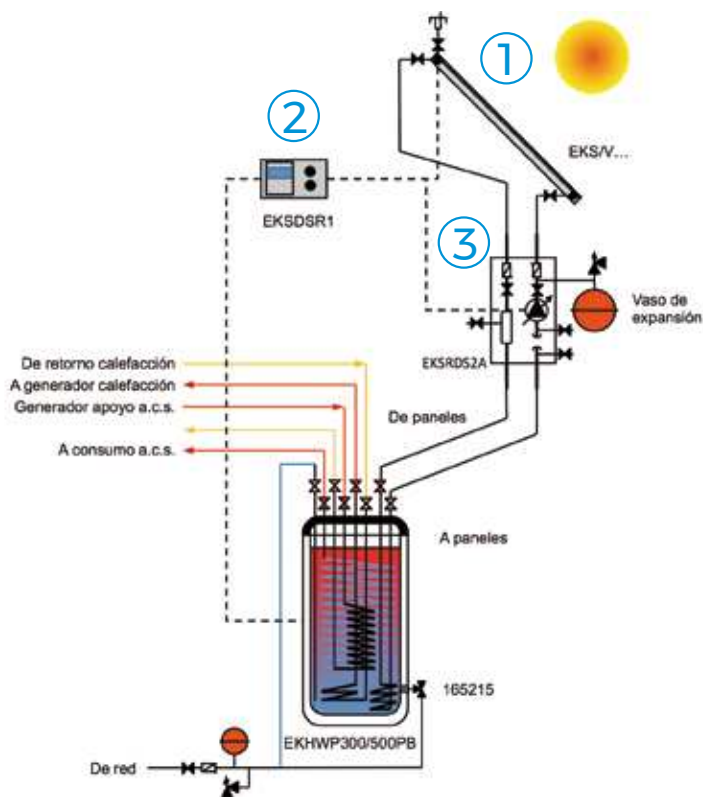 1
2
EKS/V...
EKSDSR1
3
Vaso de
expansión
EKSRDS2A
De retorno calefacción
A generador calefacción
Generador apoyo a.c.s.
De paneles
A consumo a.c.s.
A paneles
165215
EKHWP300/500PB
De red